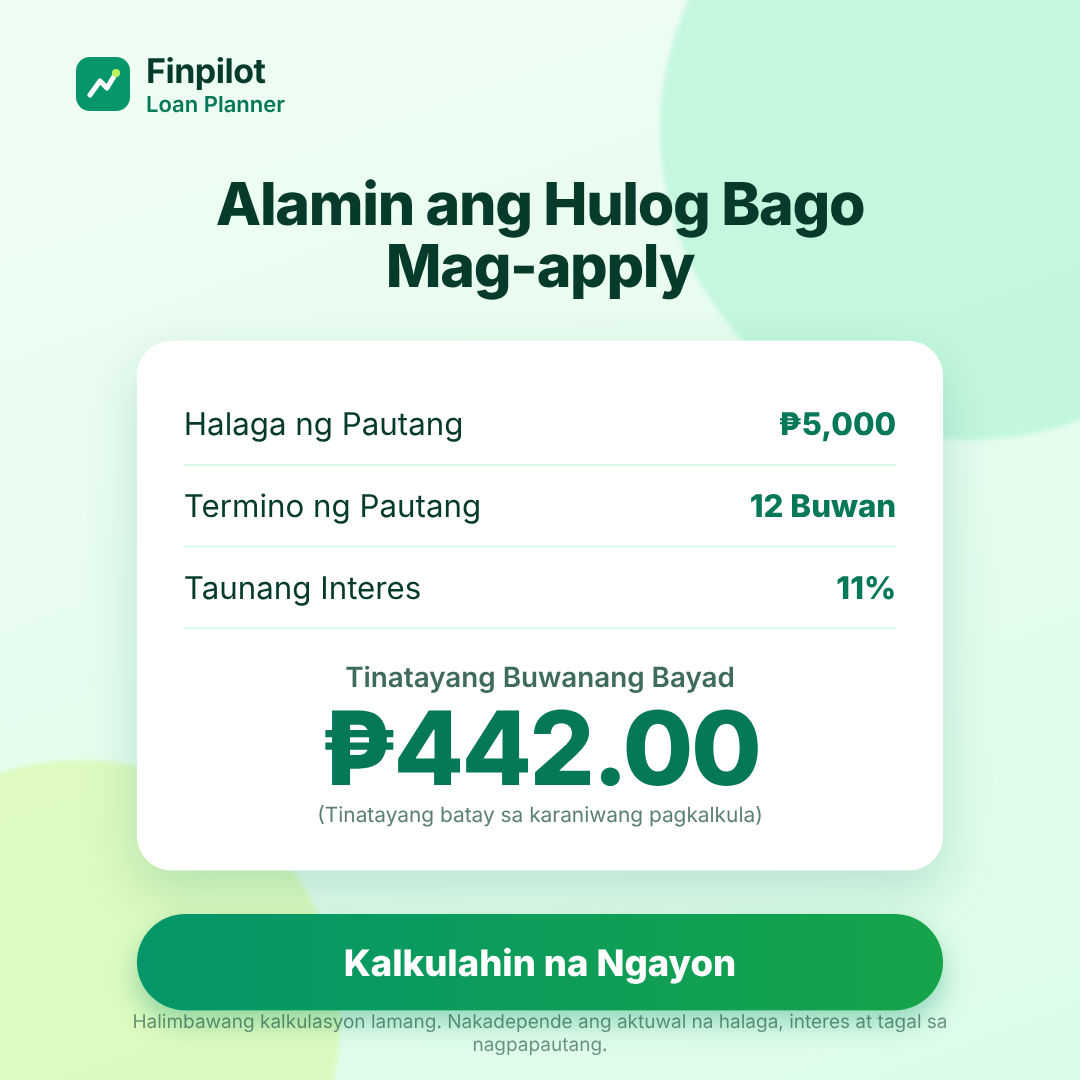 Finpilot
Loan Planner
Alamin ang Hulog Bago
Mag-apply
Halaga ng Pautang ₱5,000
Termino ng Pautang 12 Buwan
Taunang Interes 11%
Tinatayang Buwanang Bayad
₱442.00
(Tinatayang batay sa karaniwang pagkalkula)
Kalkulahin na Ngayon
Halimbawang kalkulasyon lamang. Nakadepende ang aktuwal na halaga, interes at tagal sa
nagpapautang.